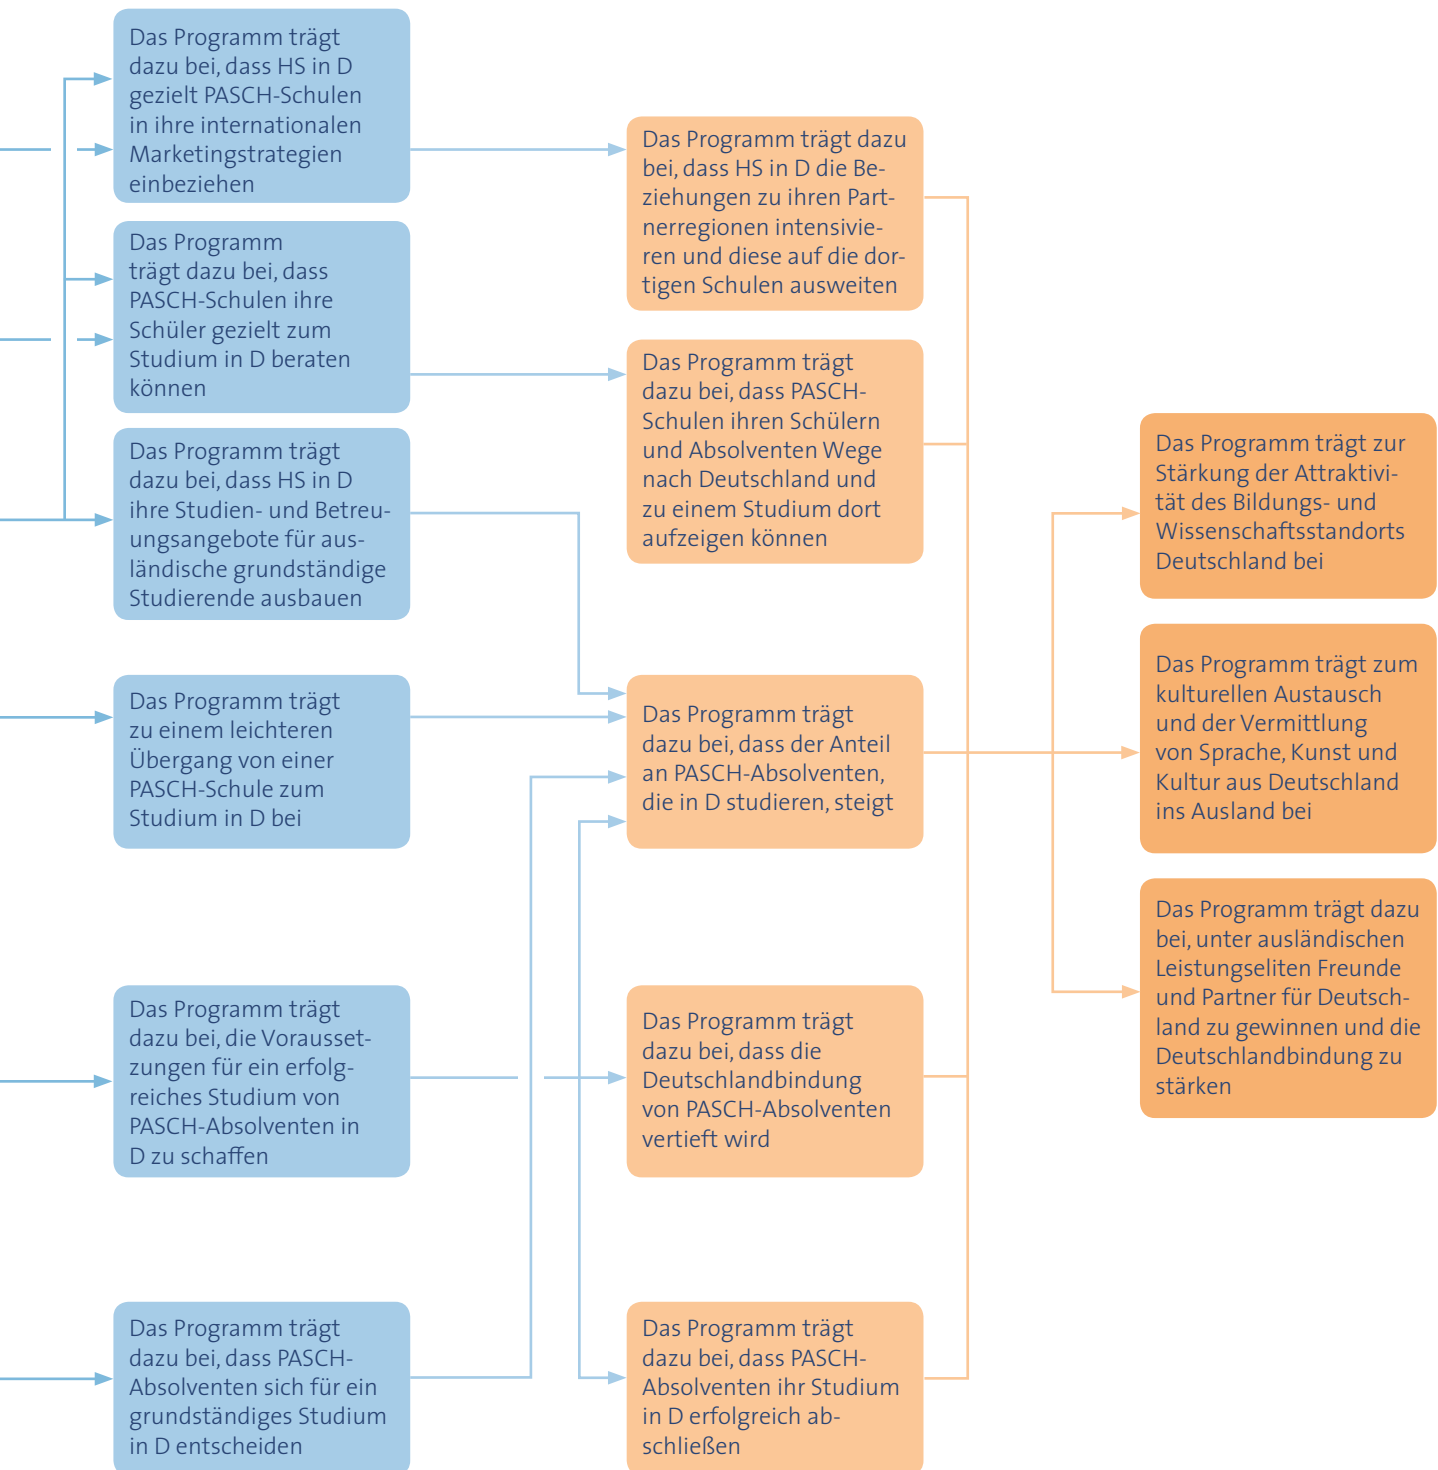 Das Programm trägt
dazu bei, dass HS in D
gezielt PASCH-Schulen
in ihre internationalen
Marketingstrategien
einbeziehen
Das Programm
trägt dazu bei, dass
PASCH-Schulen ihre
Schüler gezielt zum
Studium in D beraten
können
Das Programm trägt
dazu bei, dass HS in D
ihre Studien- und Betreu-
ungsangebote für aus-
ländische grundständige
Studierende ausbauen
Das Programm trägt
zu einem leichteren
Übergang von einer
PASCH-Schule zum
Studium in D bei
Das Programm trägt
dazu bei, die Vorausset-
zungen für ein erfolg-
reiches Studium von
PASCH-Absolventen in
D zu schaffen
Das Programm trägt
dazu bei, dass PASCH-
Absolventen sich für ein
grundständiges Studium
in D entscheiden
Das Programm trägt dazu
bei, dass HS in D die Be-
ziehungen zu ihren Part-
nerregionen intensivie-
ren und diese auf die dor-
tigen Schulen ausweiten
Das Programm trägt
dazu bei, dass PASCH-
Schulen ihren Schülern
und Absolventen Wege
nach Deutschland und
zu einem Studium dort
aufzeigen können
Das Programm trägt
dazu bei, dass der Anteil
an PASCH-Absolventen,
die in D studieren, steigt
Das Programm trägt
dazu bei, dass die
Deutschlandbindung
von PASCH-Absolventen
vertieft wird
Das Programm trägt
dazu bei, dass PASCH-
Absolventen ihr Studium
in D erfolgreich ab-
schließen
Das Programm trägt zur
Stärkung der Attraktivi-
tät des Bildungs- und
Wissenschaftsstandorts
Deutschland bei
Das Programm trägt zum
kulturellen Austausch
und der Vermittlung
von Sprache, Kunst und
Kultur aus Deutschland
ins Ausland bei
Das Programm trägt dazu
bei, unter ausländischen
Leistungseliten Freunde
und Partner für Deutsch-
land zu gewinnen und die
Deutschlandbindung zu
stärken